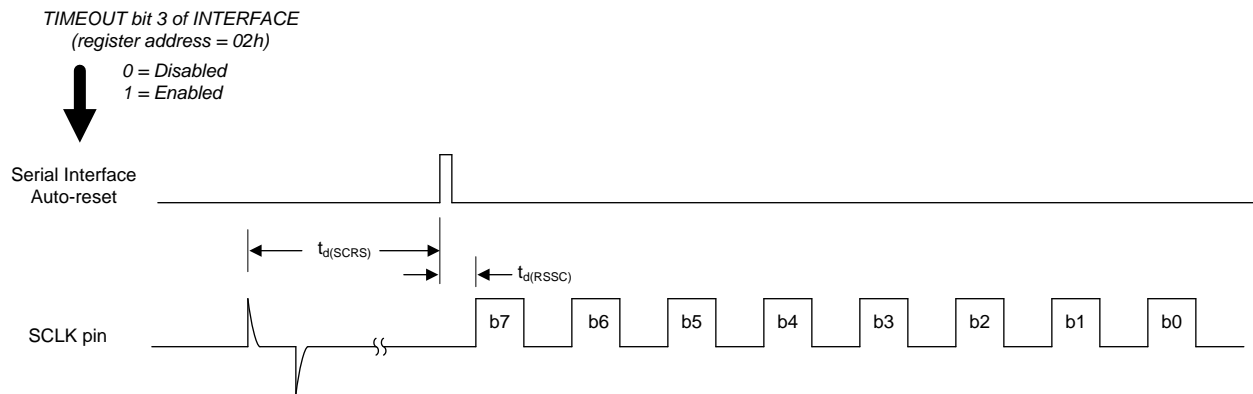 TIMEOUT bit 3 of INTERFACE
(register address = 02h)
0 = Disabled
1 = Enabled
Serial Interface
Auto-reset
td(SCRS)
td(RSSC)
SCLK pin
b7 b6 b5 b4 b3 b2 b1 b0